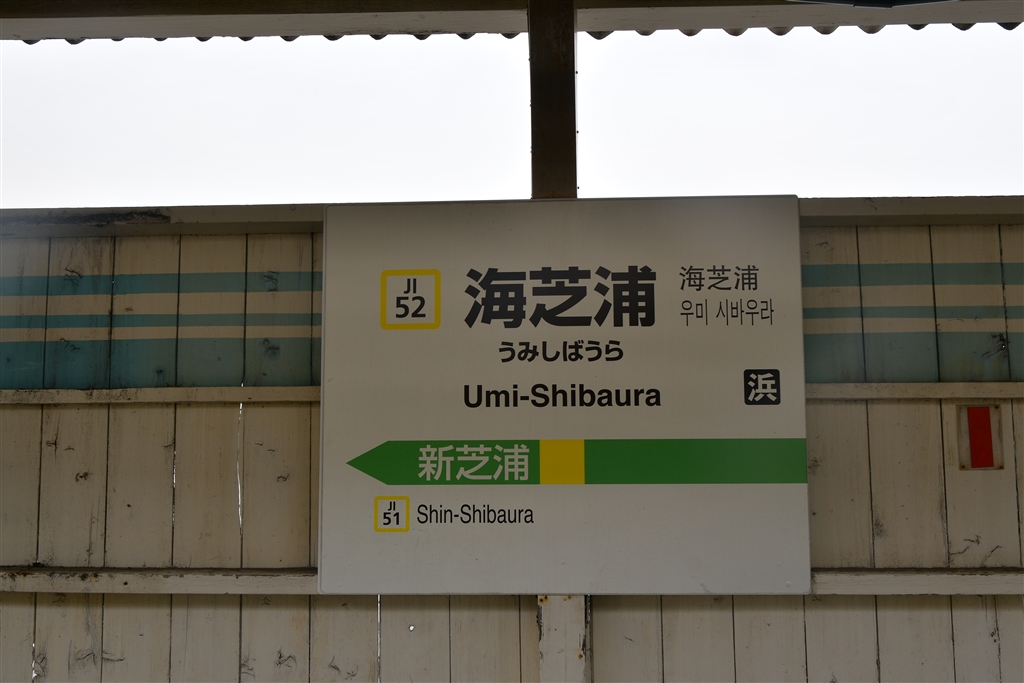 JI
52
海芝浦
海芝浦
우미 시바우라
うみしばうら
Umi-Shibaura
浜
新芝浦
JI
51
Shin-Shibaura